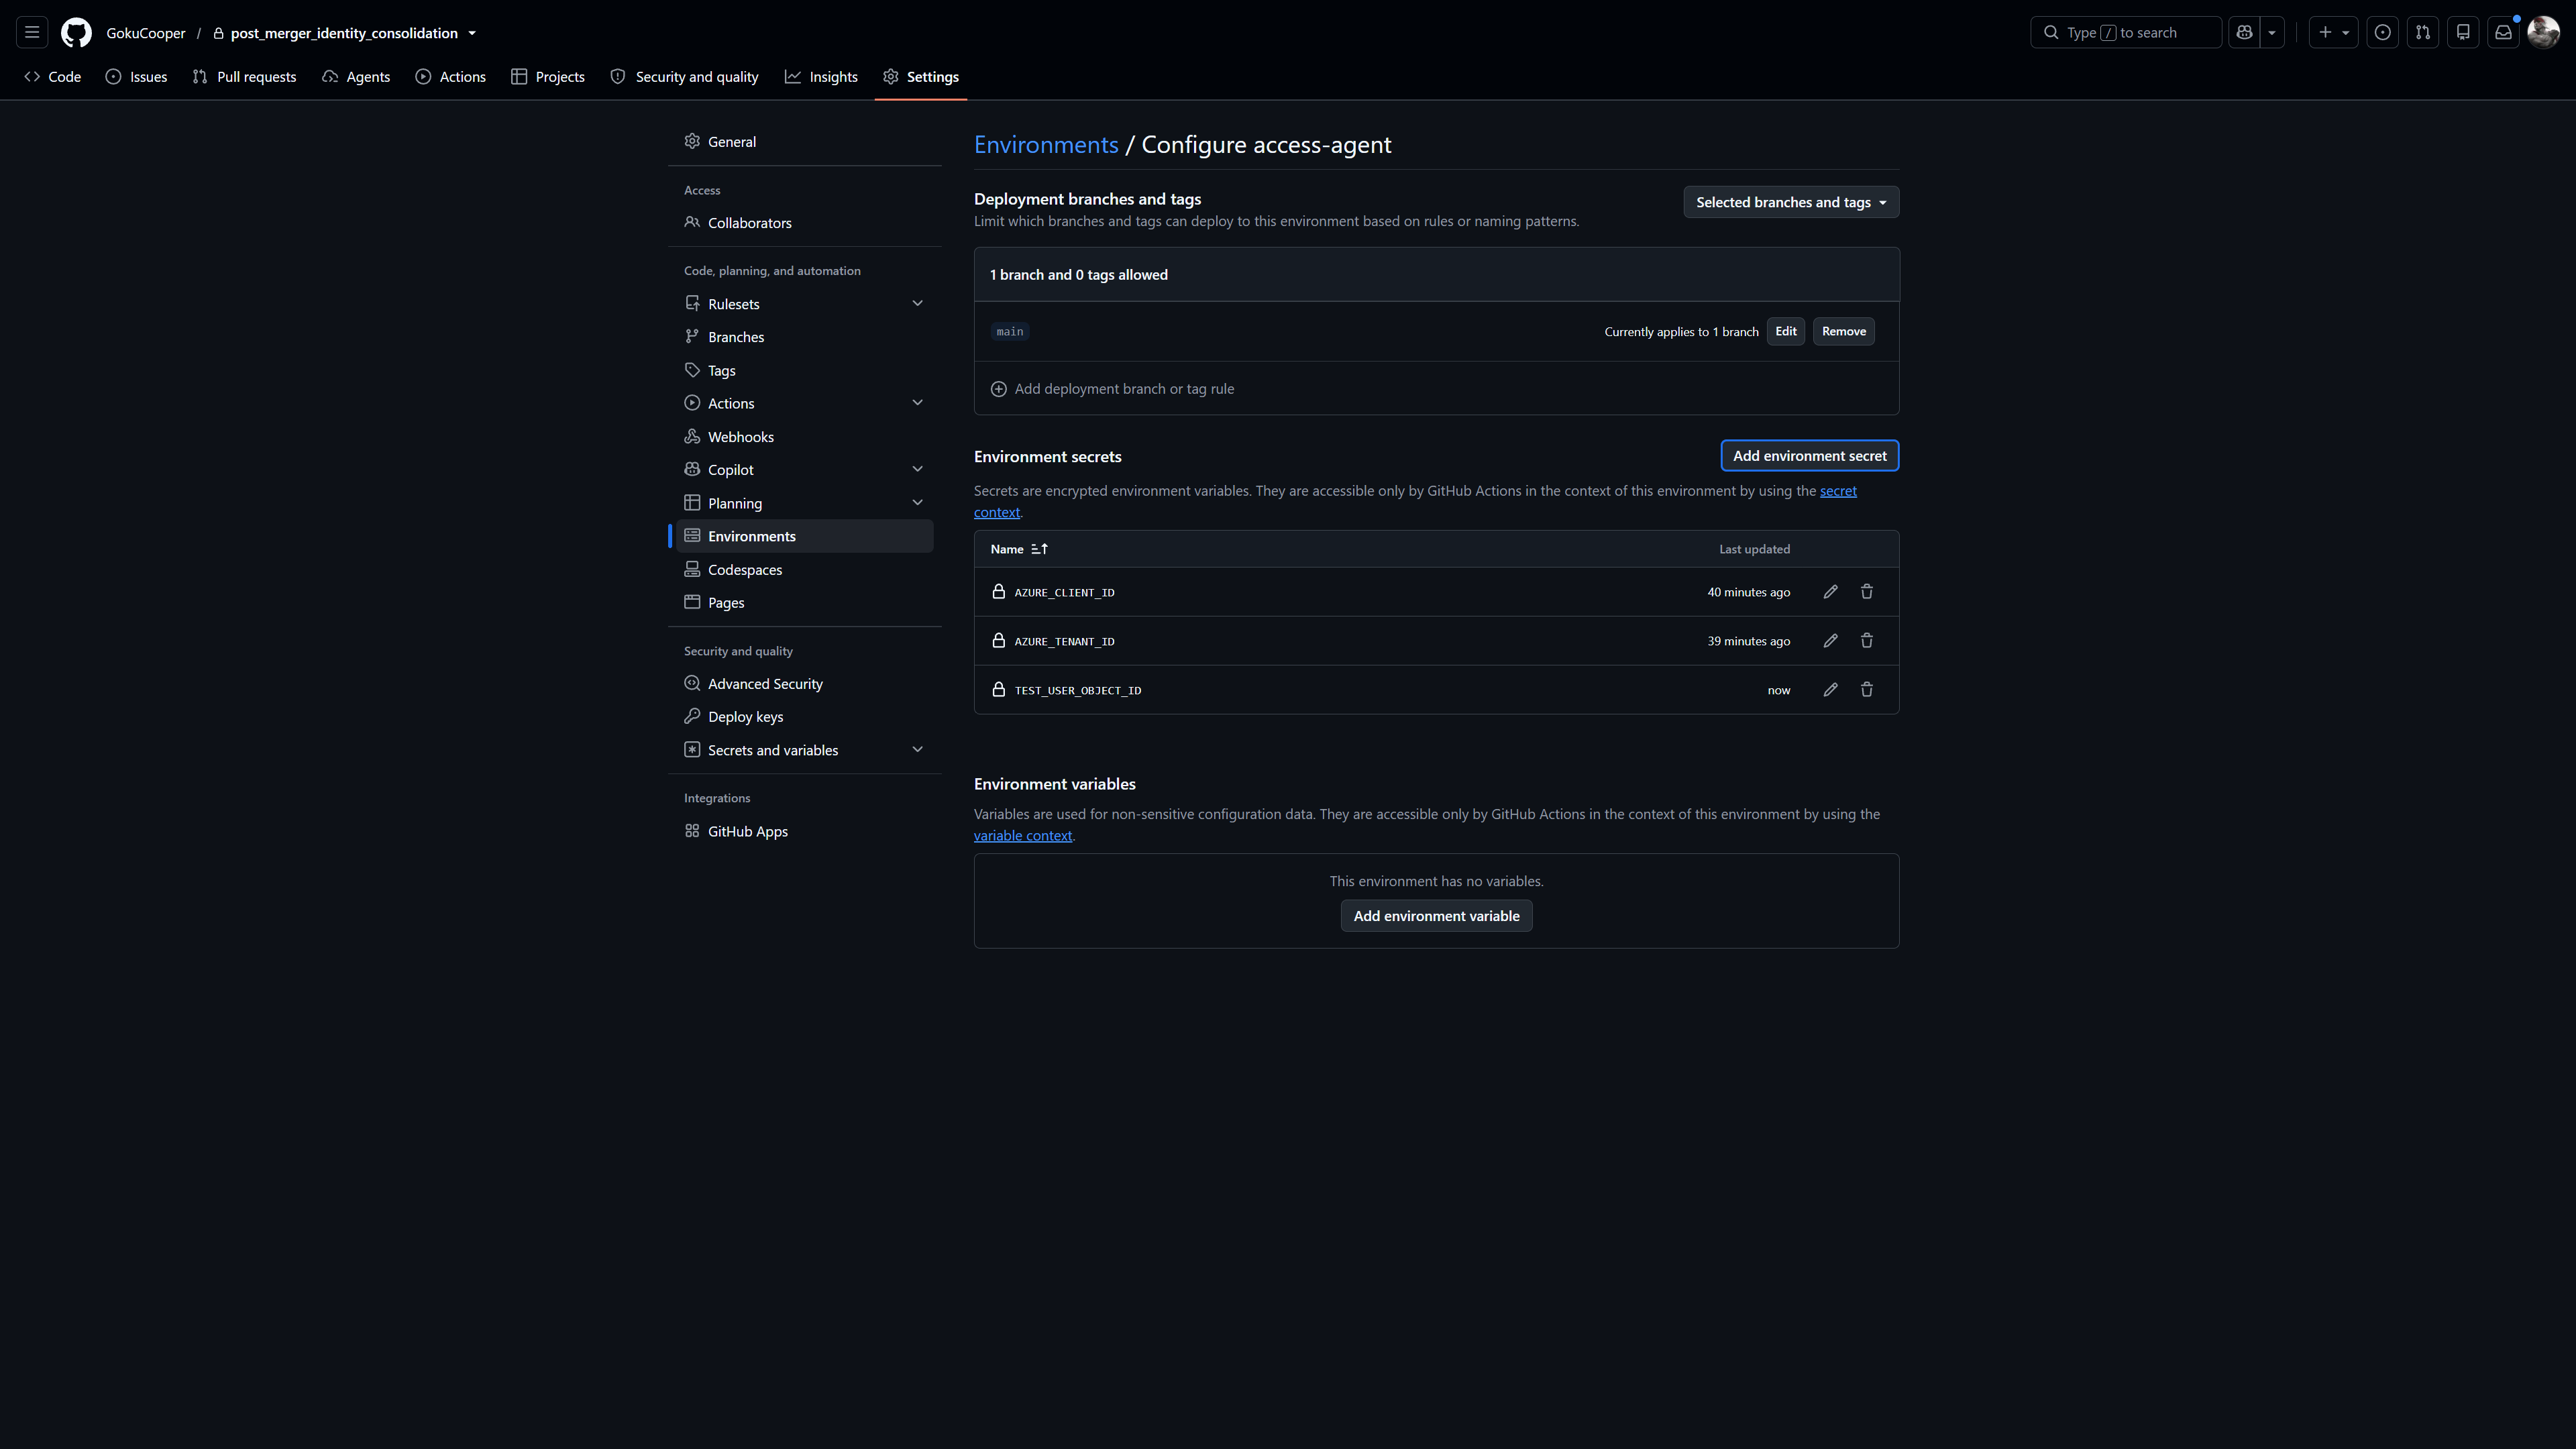 GokuCooper / post_merger_identity_consolidation
Type / to search
Code
Issues
Pull requests
Agents
Actions
Projects
Security and quality
Insights
Settings
General
Access
Collaborators
Code, planning, and automation
Rulesets
Branches
Tags
Actions
Webhooks
Copilot
Planning
Environments
Codespaces
Pages
Security and quality
Advanced Security
Deploy keys
Secrets and variables
Integrations
GitHub Apps
Environments / Configure access-agent
Deployment branches and tags
Selected branches and tags
Limit which branches and tags can deploy to this environment based on rules or naming patterns.
1 branch and 0 tags allowed
main Currently applies to 1 branch Edit Remove
Add deployment branch or tag rule
Environment secrets
Add environment secret
Secrets are encrypted environment variables. They are accessible only by GitHub Actions in the context of this environment by using the secret
context.
Name Last updated
AZURE_CLIENT_ID 40 minutes ago
AZURE_TENANT_ID 39 minutes ago
TEST_USER_OBJECT_ID now
Environment variables
Variables are used for non-sensitive configuration data. They are accessible only by GitHub Actions in the context of this environment by using the
variable context.
This environment has no variables.
Add environment variable